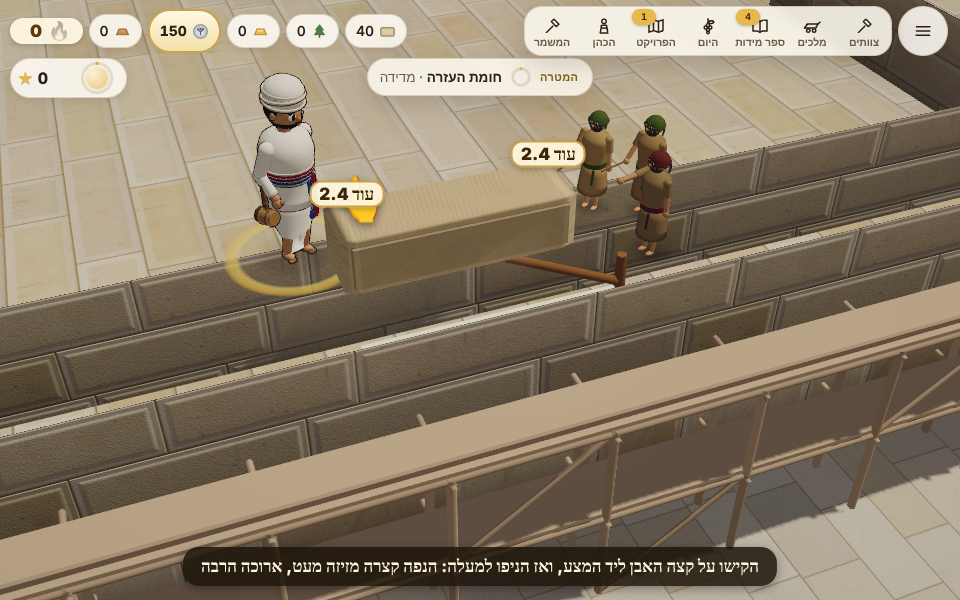 צוותים
מלכים
4
ספר מידות
היום
1
הפרויקט
הכהן
המשמר
40
0
0
150
0
0
0
המטרה חומת העזרה · מדידה
עוד 2.4
עוד 2.4
הקישו על קצה האבן ליד המצע, ואז הניפו למעלה: הנפה קצרה מזיזה מעט, ארוכה הרבה